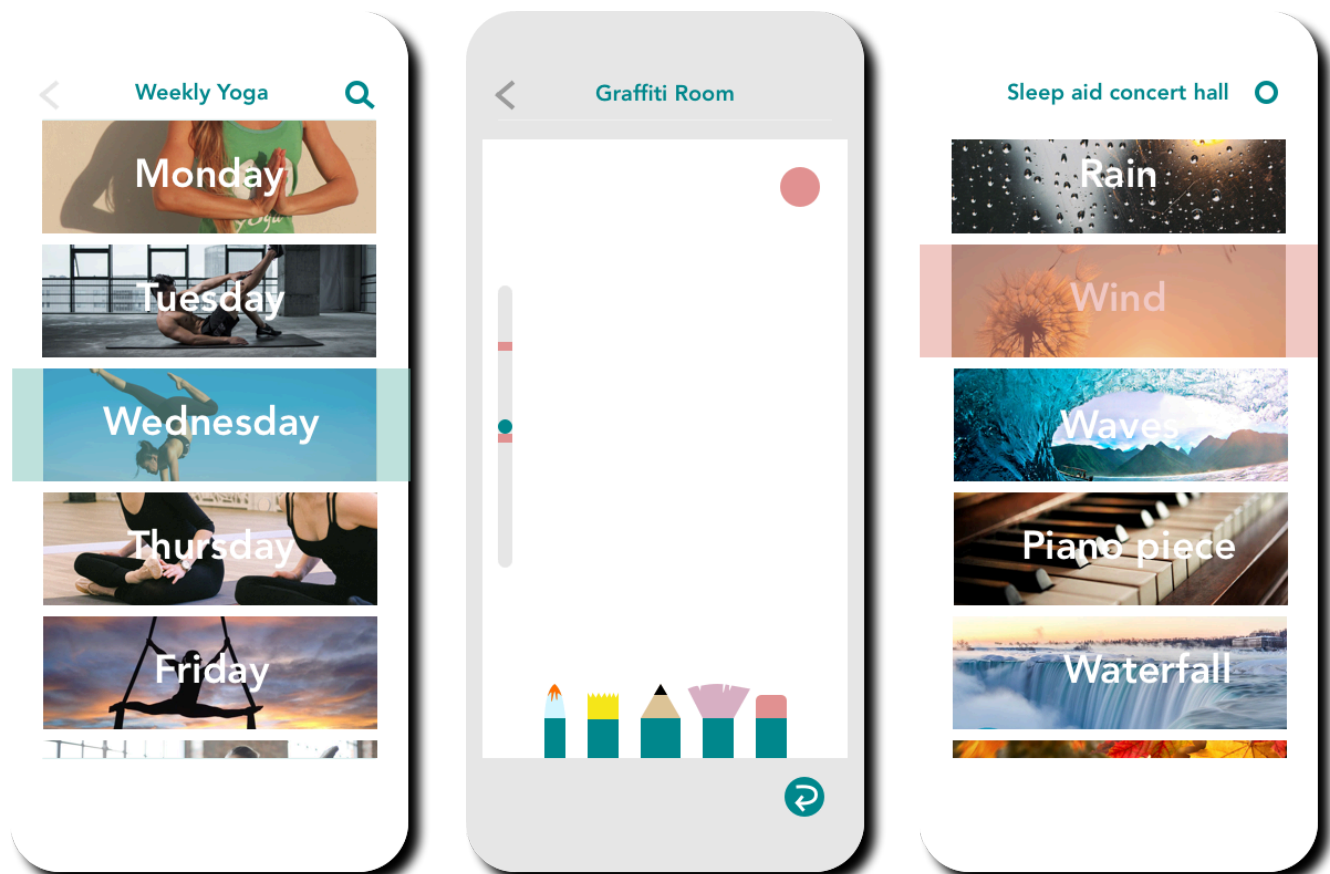 Weekly Yoga
Monday
Yoga
Tuesday
Wednesday
Thursday
Friday
Graffiti Room
Sleep aid concert hall
Rain
Wind
Waves
Piano piece
Waterfall